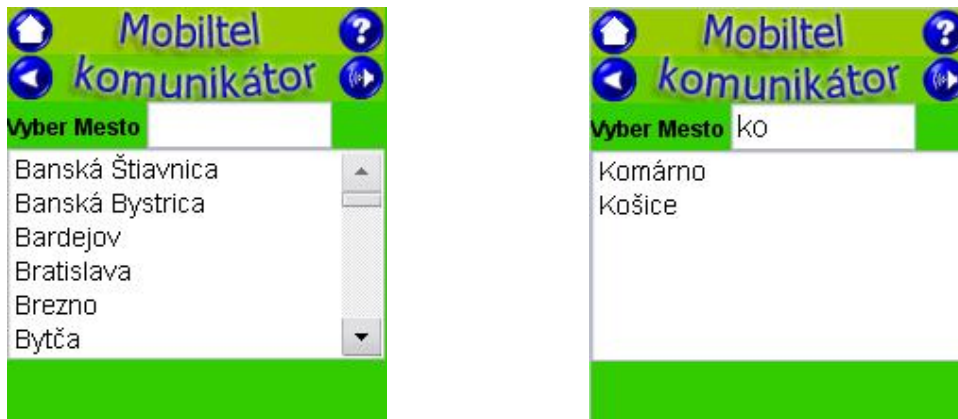 Mobiltel
?
komunikátor
Vyber Mesto
Banská Štiavnica
Banská Bystrica
Bardejov
Bratislava
Brezno
Bytča
Mobiltel
?
komunikátor
Vyber Mesto ko
Komárno
Košice